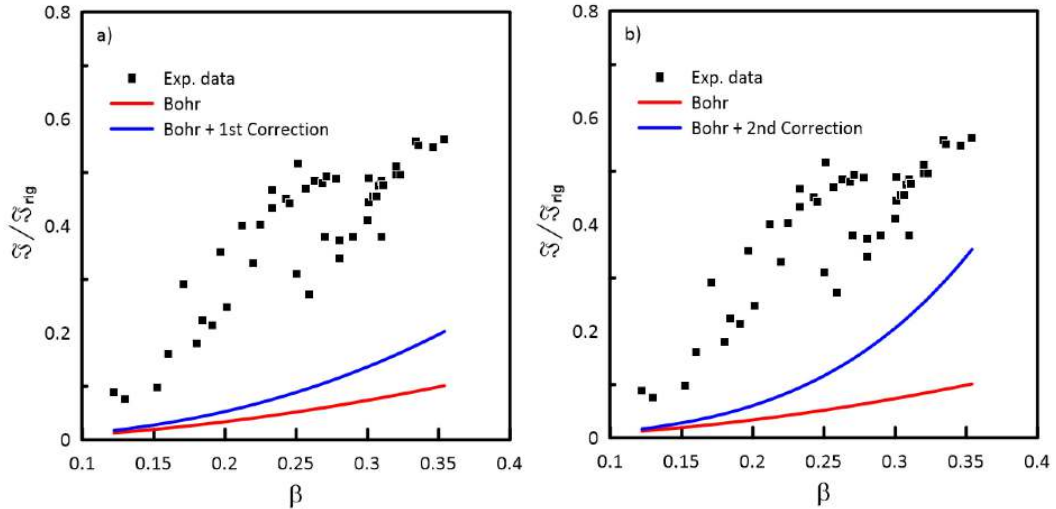 a)
Exp. data
Bohr
Bohr + 1st Correction
ℑ/ℑrig
0.8
0.6
0.4
0.2
0
0.1
0.15
0.2
0.25
0.3
0.35
0.4
β
b)
Exp. data
Bohr
Bohr + 2nd Correction
ℑ/ℑrig
0.8
0.6
0.4
0.2
0
0.1
0.15
0.2
0.25
0.3
0.35
0.4
β